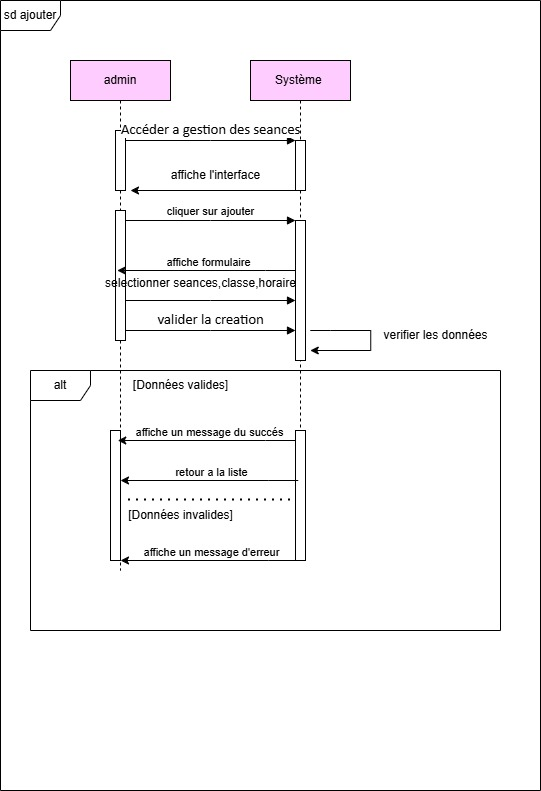 sd ajouter
admin
Système
Accéder a gestion des seances
affiche l'interface
cliquer sur ajouter
affiche formulaire
selectionner seances,classe,horaire
valider la creation
verifier les données
alt
[Données valides]
affiche un message du succés
retour a la liste
[Données invalides]
affiche un message d'erreur